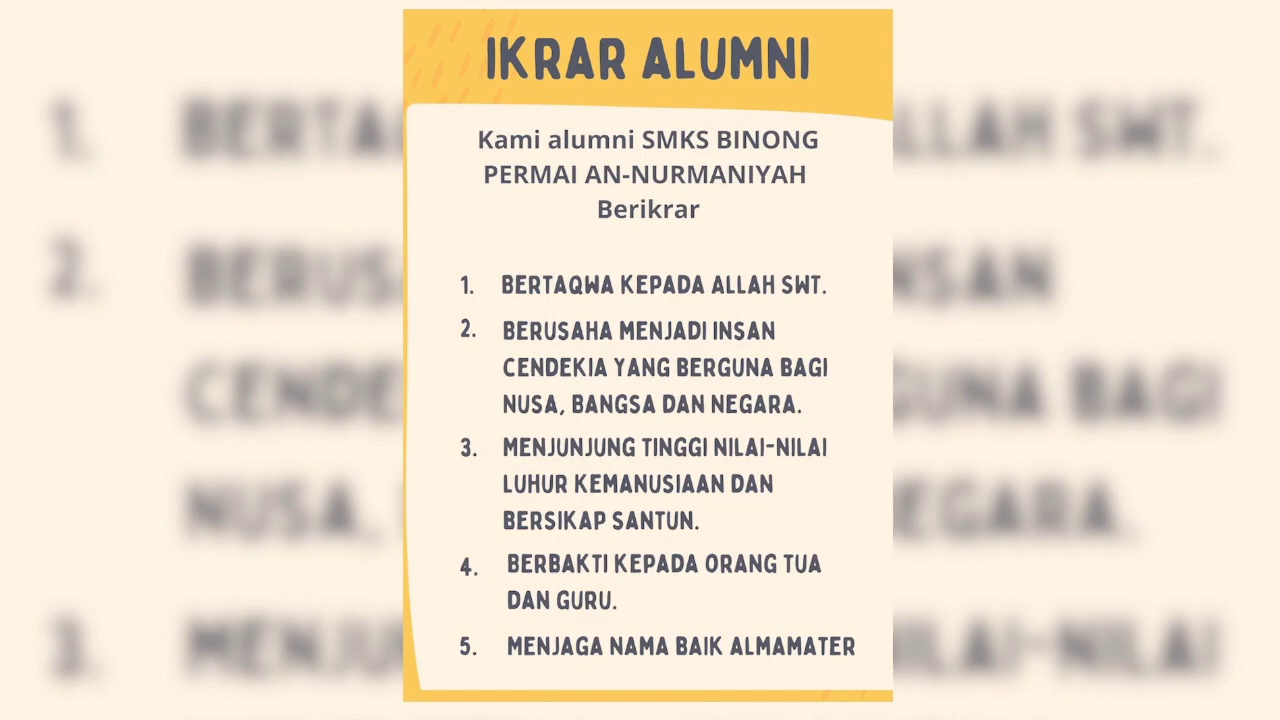 IKRAR ALUMNI
Kami alumni SMKS BINONG
PERMAI AN-NURMANIYAH
Berikrar
1. BERTAQWA KEPADA ALLAH SWT.
2. BERUSAHA MENJADI INSAN
CENDEKIA YANG BERGUNA BAGI
NUSA, BANGSA DAN NEGARA.
3. MENJUNJUNG TINGGI NILAI-NILAI
LUHUR KEMANUSIAAN DAN
BERSIKAP SANTUN.
4. BERBAKTI KEPADA ORANG TUA
DAN GURU.
5. MENJAGA NAMA BAIK ALMAMATER